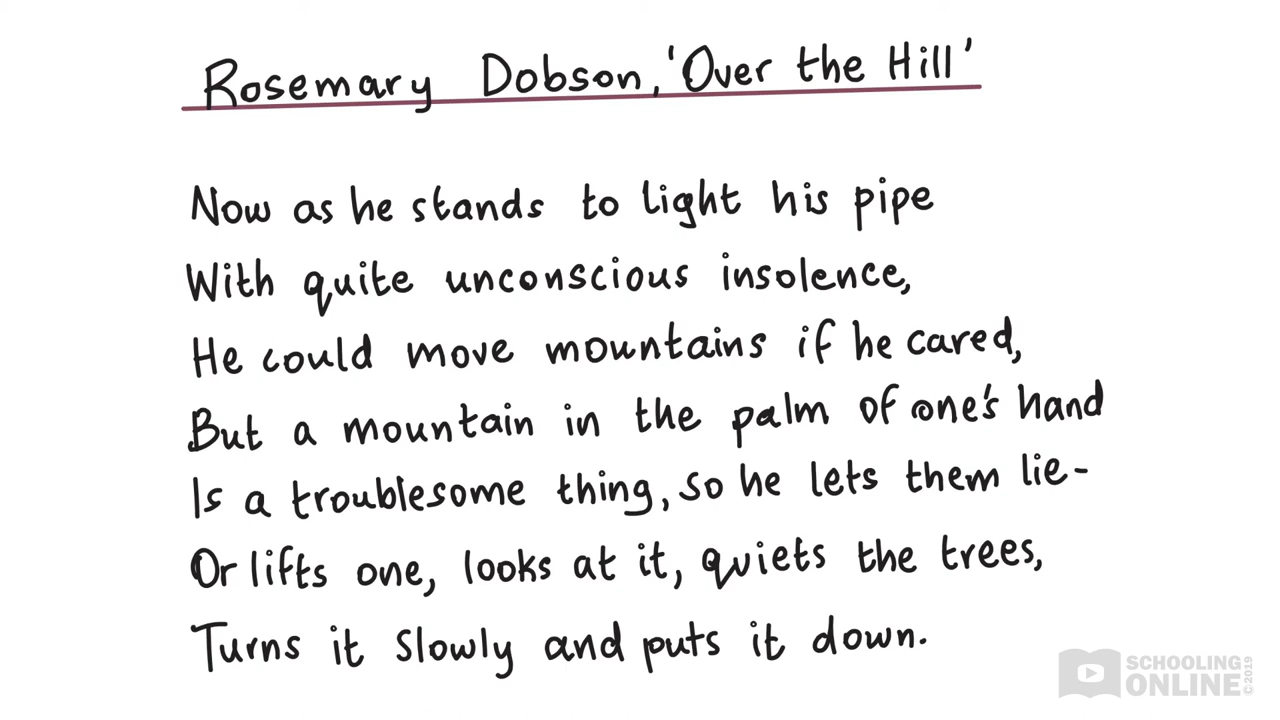 Rosemary Dobson, 'Over the Hill'
Now as he stands to light his pipe
With quite unconscious insolence,
He could move mountains if he cared,
But a mountain in the palm of one's hand
Is a troublesome thing, so he lets them lie-
Or lifts one, looks at it, quiets the trees,
Turns it slowly and puts it down.
SCHOOLING
ONLINE
©2019